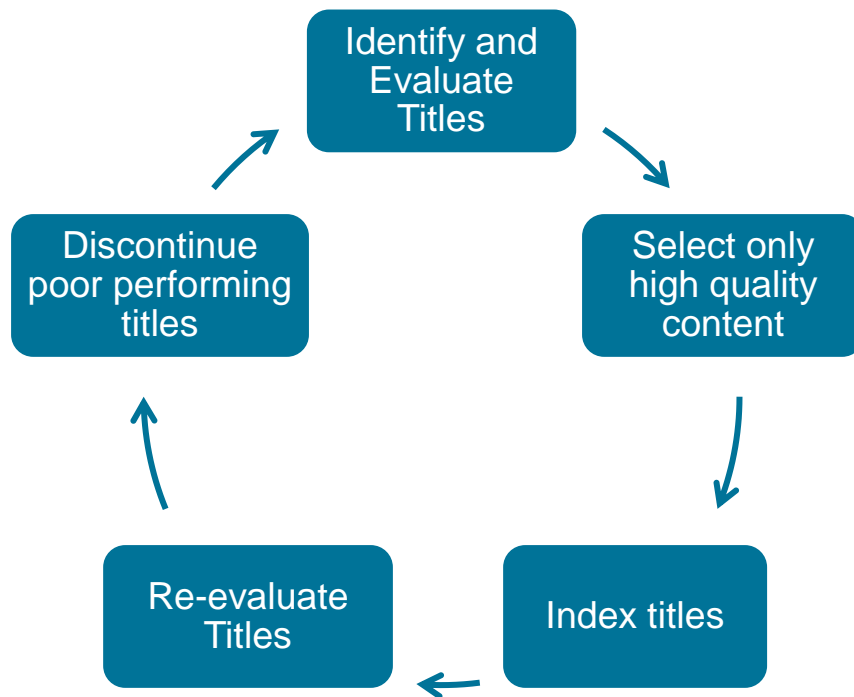 Identify and
Evaluate
Titles
Select only
high quality
content
Index titles
Re-evaluate
Titles
Discontinue
poor performing
titles